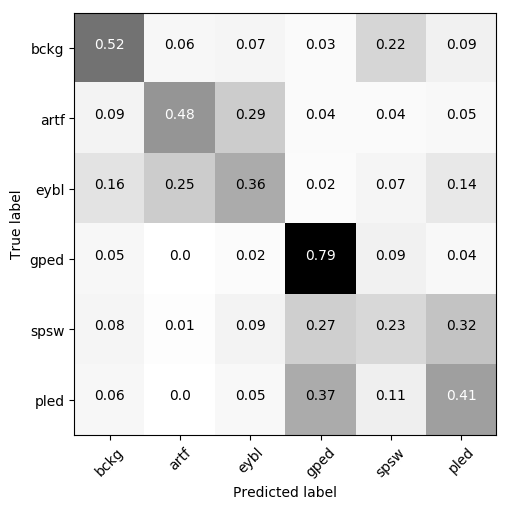 bckg 0.52 0.06 0.07 0.03 0.22 0.09
artf 0.09 0.48 0.29 0.04 0.04 0.05
eybl 0.16 0.25 0.36 0.02 0.07 0.14
gped 0.05 0.0 0.02 0.79 0.09 0.04
spsw 0.08 0.01 0.09 0.27 0.23 0.32
pled 0.06 0.0 0.05 0.37 0.11 0.41
True label
bckg artf eybl gped spsw pled
Predicted label